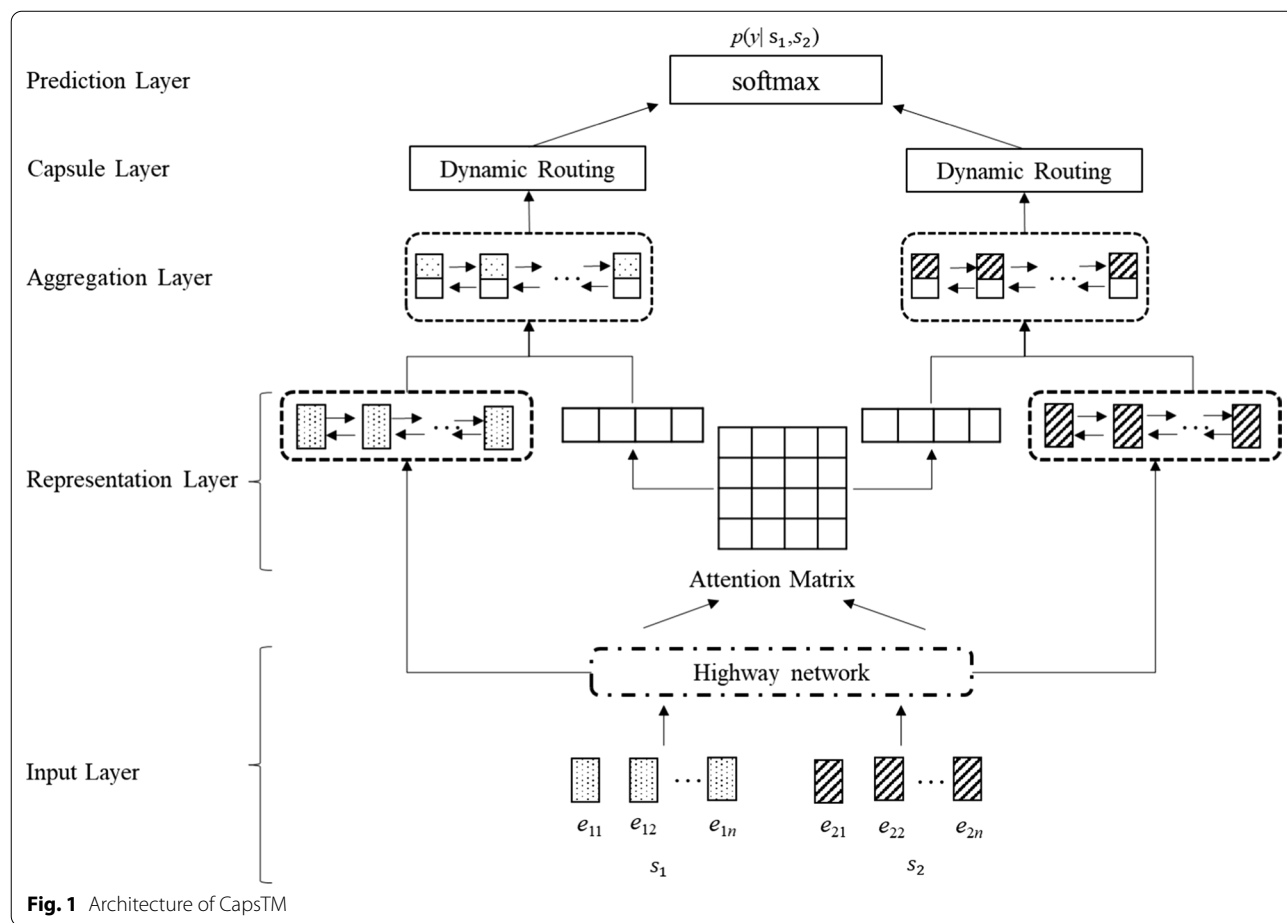 p(y| s₁,s₂)
Prediction Layer
softmax
Capsule Layer
Dynamic Routing
Dynamic Routing
Aggregation Layer
...
...
...
...
Representation Layer
Attention Matrix
Highway network
Input Layer
...
...
e₁₁ e₁₂ e₁ₙ e₂₁ e₂₂ e₂ₙ
s₁ s₂
Fig. 1 Architecture of CapsTM